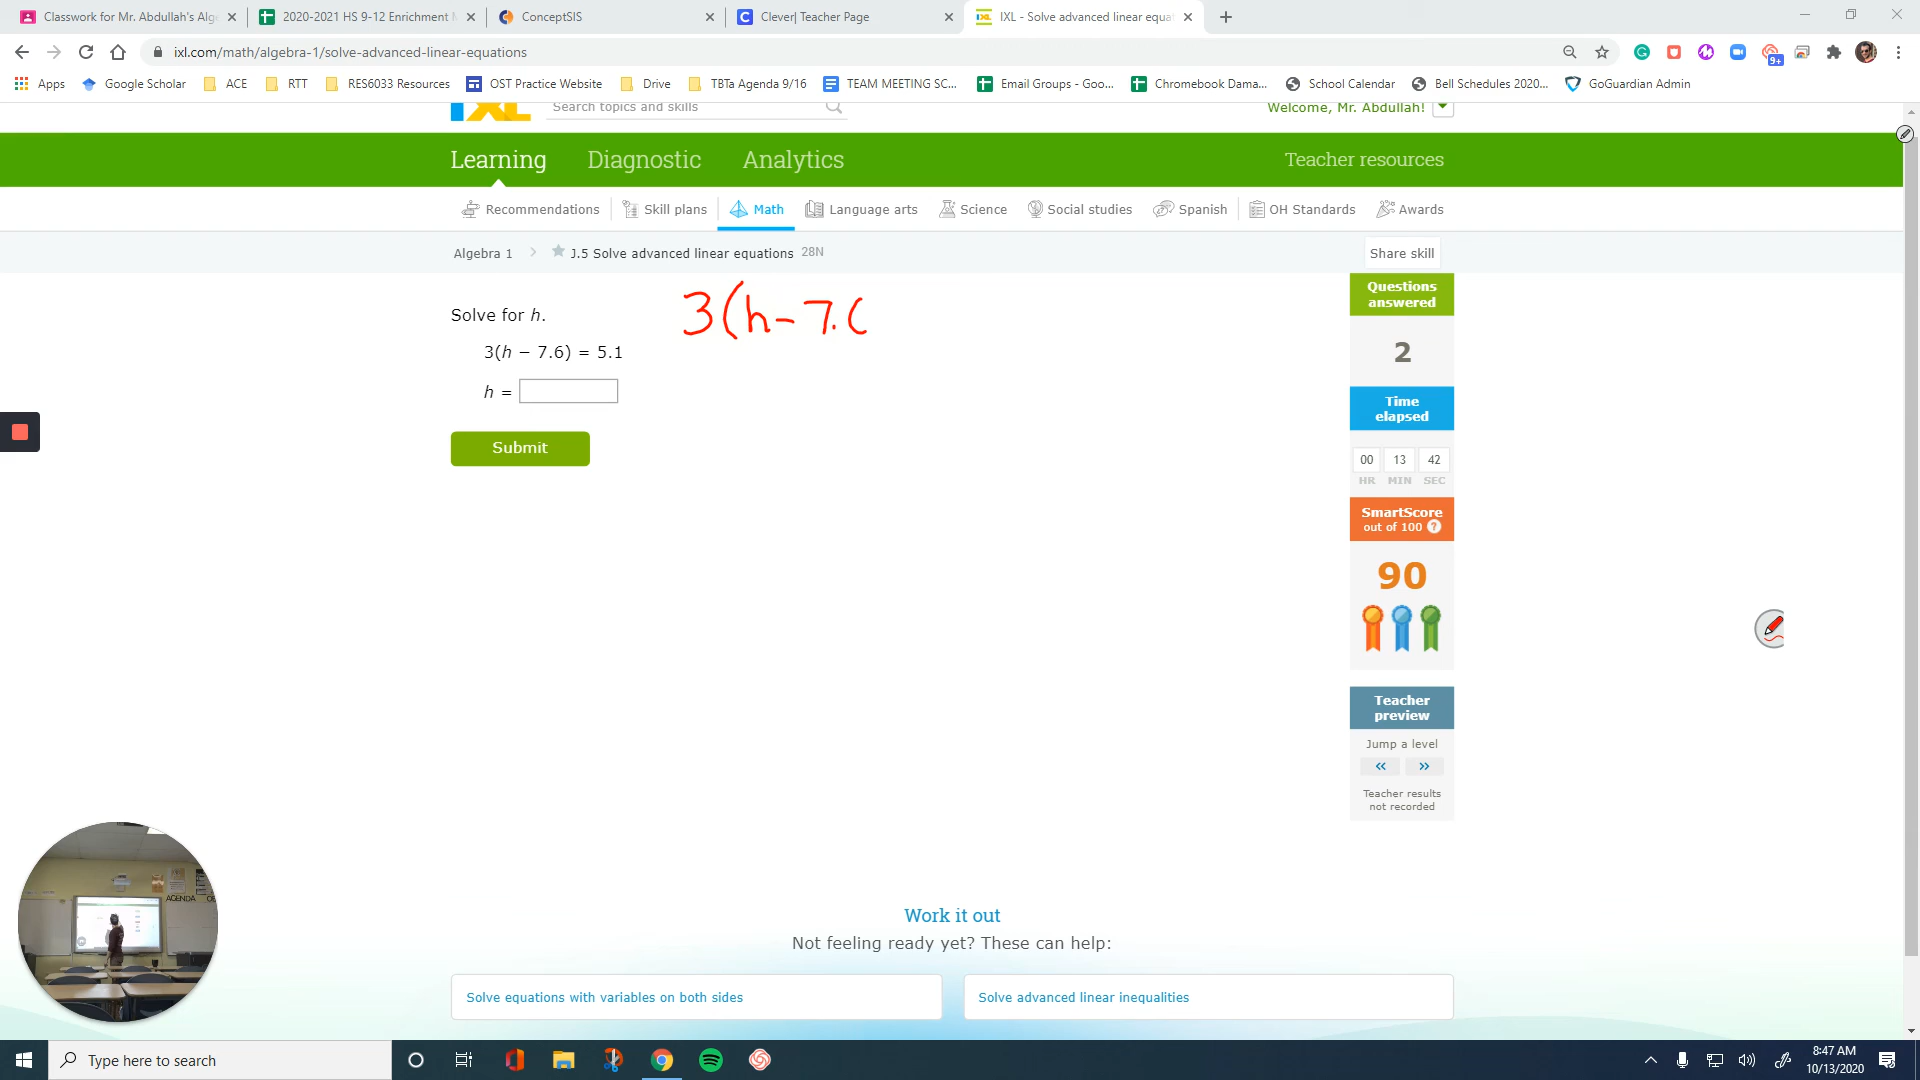 Classwork for Mr. Abdullah's Alg
2020-2021 HS 9-12 Enrichment M
ConceptSIS
Clever| Teacher Page
IXL - Solve advanced linear equat
ixl.com/math/algebra-1/solve-advanced-linear-equations
9+
Apps Google Scholar ACE RTT RES6033 Resources OST Practice Website Drive TBTa Agenda 9/16 TEAM MEETING SC... Email Groups - Goo... Chromebook Dama... School Calendar Bell Schedules 2020... GoGuardian Admin
IXL Search topics and skills Welcome, Mr. Abdullah!
Learning Diagnostic Analytics Teacher resources
Recommendations Skill plans Math Language arts Science Social studies Spanish OH Standards Awards
Algebra 1 > J.5 Solve advanced linear equations 28N Share skill
3(h-7.(
Solve for h.
3(h − 7.6) = 5.1
h =
Submit
Questions
answered
2
Time
elapsed
00 13 42
HR MIN SEC
SmartScore
out of 100 ?
90
Teacher
preview
Jump a level
Teacher results
not recorded
AGENDA
Work it out
Not feeling ready yet? These can help:
Solve equations with variables on both sides
Solve advanced linear inequalities
Type here to search
8:47 AM
10/13/2020